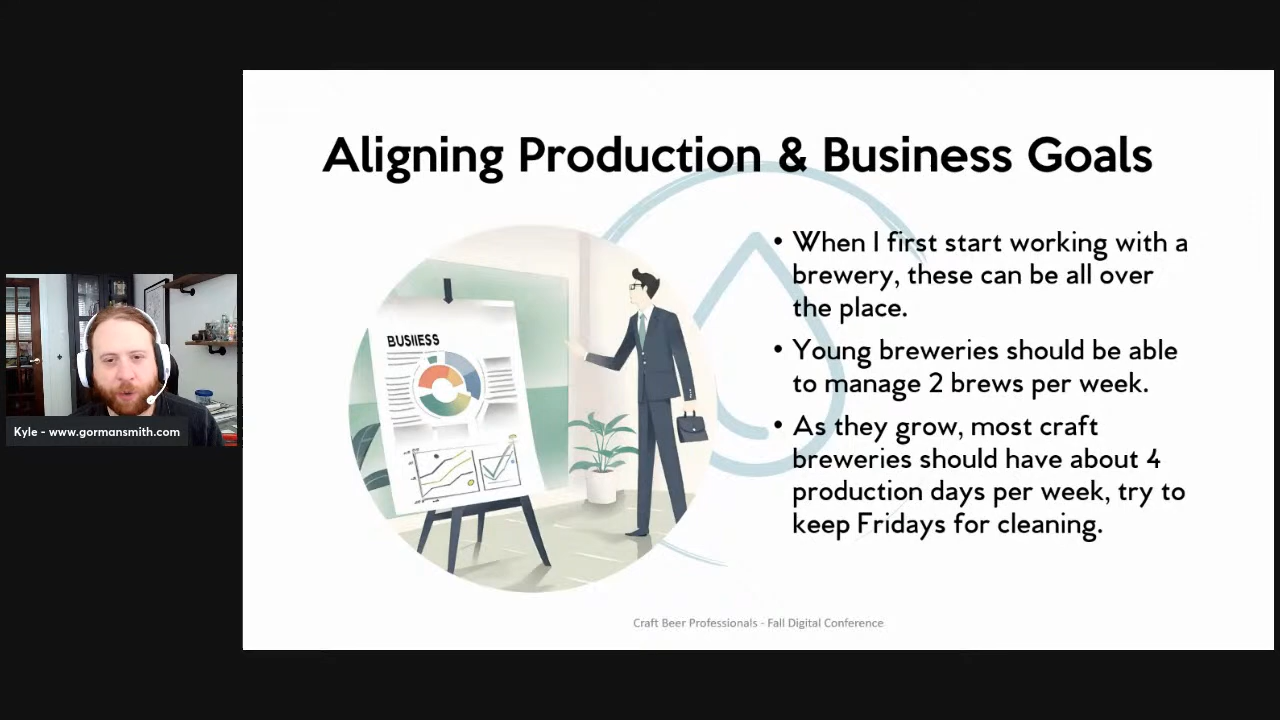 Aligning Production & Business Goals
• When I first start working with a
brewery, these can be all over
the place.
• Young breweries should be able
to manage 2 brews per week.
• As they grow, most craft
breweries should have about 4
production days per week, try to
keep Fridays for cleaning.
BUSIIESS
Kyle - www.gormansmith.com
Craft Beer Professionals - Fall Digital Conference